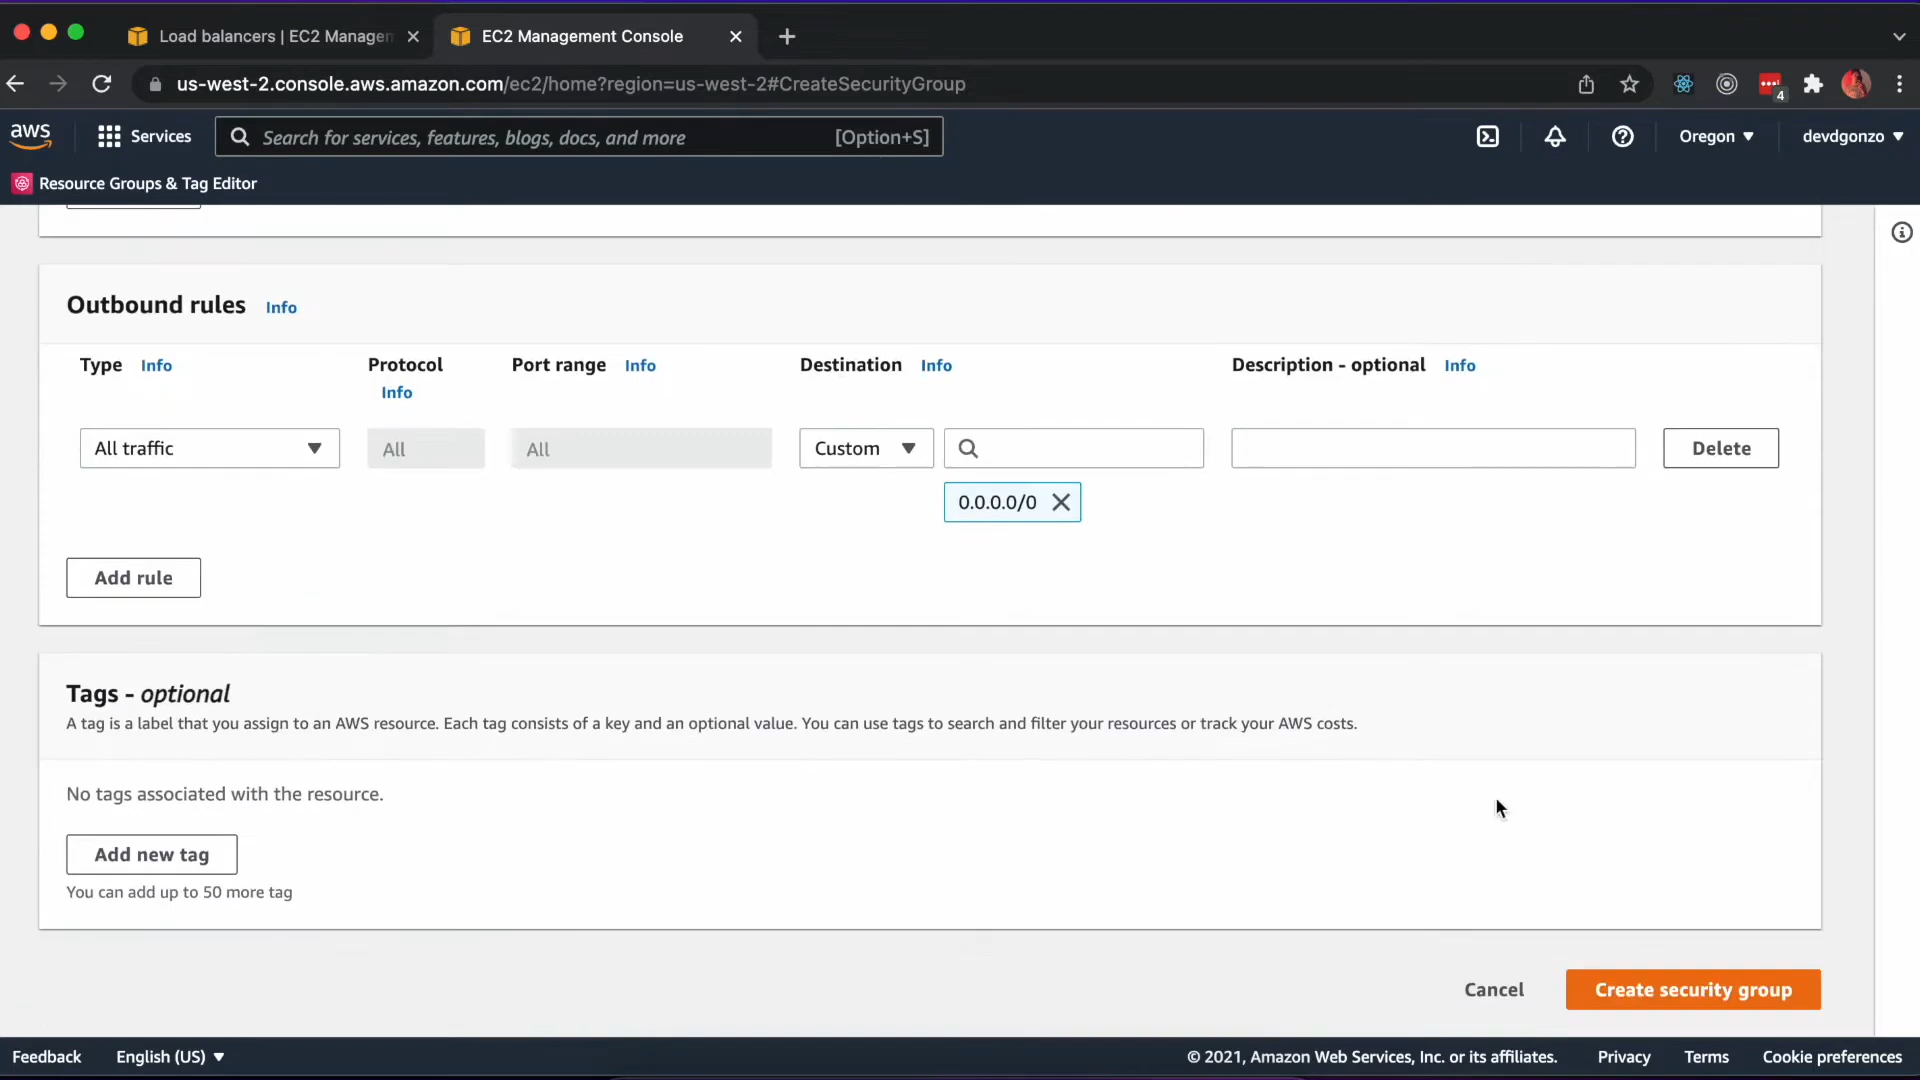 Load balancers | EC2 Managem
EC2 Management Console
us-west-2.console.aws.amazon.com/ec2/home?region=us-west-2#CreateSecurityGroup
4
aws
Services
Search for services, features, blogs, docs, and more
[Option+S]
Oregon
devdgonzo
Resource Groups & Tag Editor
Outbound rules Info
Type Info
Protocol Info
Port range Info
Destination Info
Description - optional Info
All traffic
All
All
Custom
Delete
0.0.0.0/0
Add rule
Tags - optional
A tag is a label that you assign to an AWS resource. Each tag consists of a key and an optional value. You can use tags to search and filter your resources or track your AWS costs.
No tags associated with the resource.
Add new tag
You can add up to 50 more tag
Cancel
Create security group
Feedback
English (US)
© 2021, Amazon Web Services, Inc. or its affiliates.
Privacy
Terms
Cookie preferences